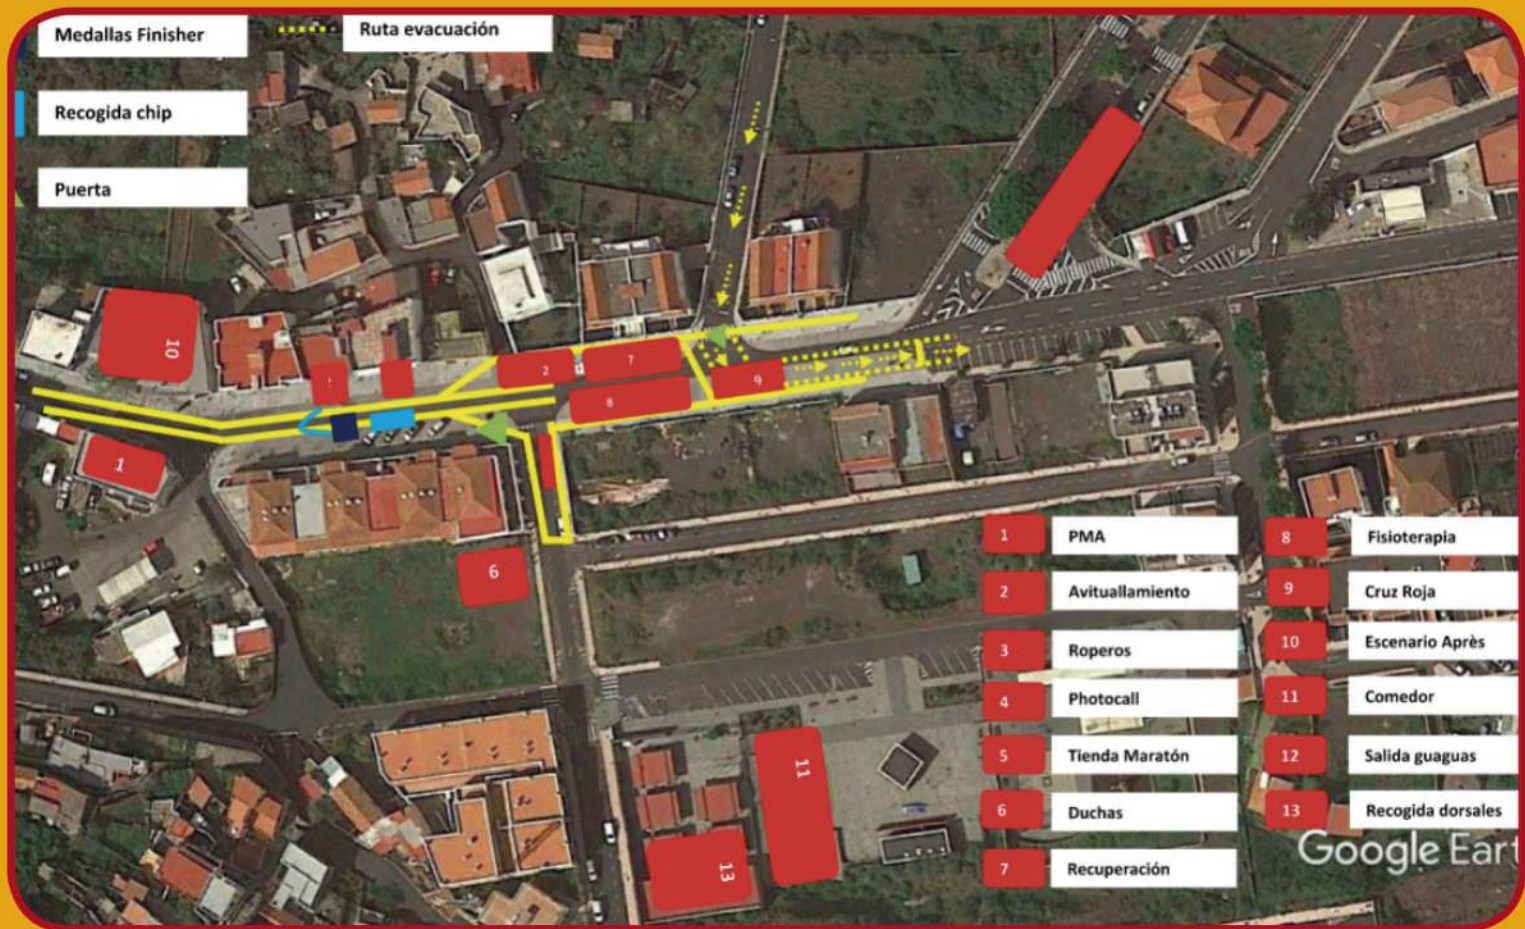 Medallas Finisher
Ruta evacuación
Recogida chip
Puerta
10
1
2
7
8
9
6
11
13
1 PMA
2 Avituallamiento
3 Roperos
4 Photocall
5 Tienda Maratón
6 Duchas
7 Recuperación
8 Fisioterapia
9 Cruz Roja
10 Escenario Après
11 Comedor
12 Salida guaguas
13 Recogida dorsales
Google Eart